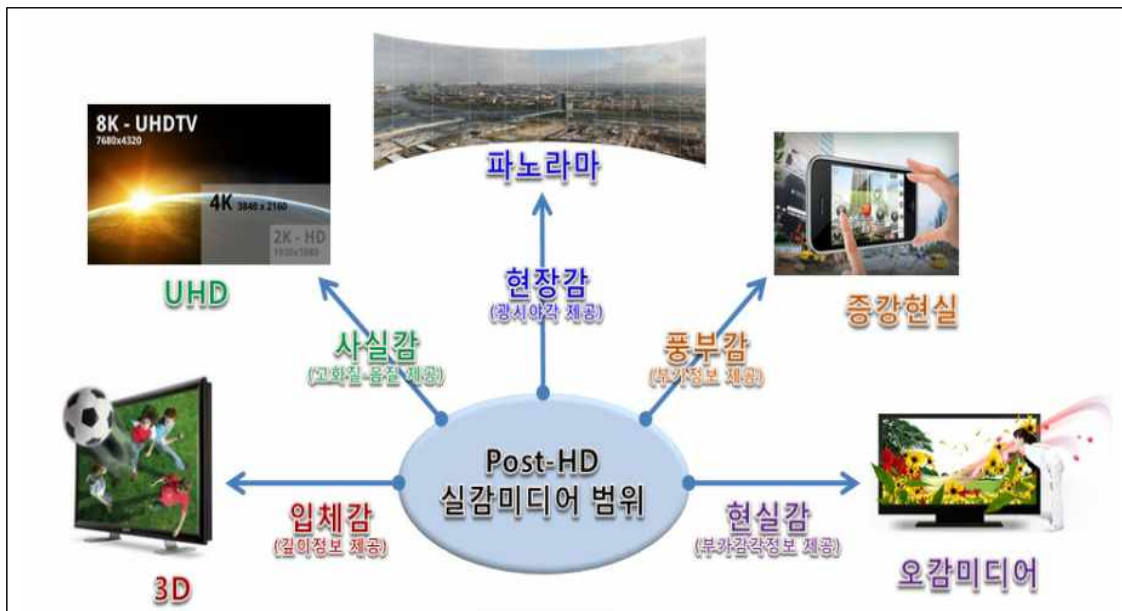 파노라마
8K - UHDTV
7680x4320
4K 3840 x 2160
2K - HD
1920x1080
UHD
현장감
(광시야각 제공)
증강현실
사실감
(고화질·음질 제공)
풍부감
(부가정보 제공)
Post-HD
실감미디어 범위
입체감
(깊이정보 제공)
현실감
(부가감각정보 제공)
3D
오감미디어